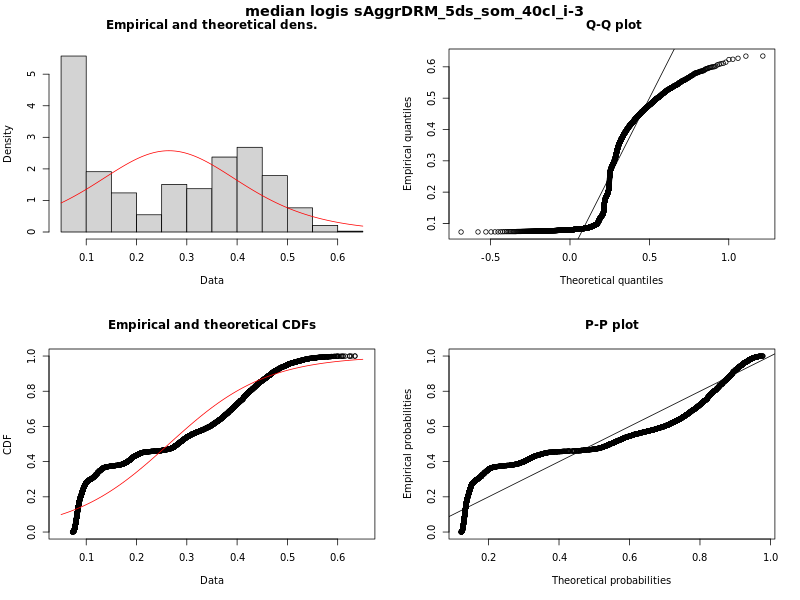 median logis sAggrDRM_5ds_som_40cl_i-3
Empirical and theoretical dens.
Density
0 1 2 3 4 5
0.1 0.2 0.3 0.4 0.5 0.6
Data
Q-Q plot
Empirical quantiles
0.1 0.2 0.3 0.4 0.5 0.6
-0.5 0.0 0.5 1.0
Theoretical quantiles
Empirical and theoretical CDFs
CDF
0.0 0.2 0.4 0.6 0.8 1.0
0.1 0.2 0.3 0.4 0.5 0.6
Data
P-P plot
Empirical probabilities
0.0 0.2 0.4 0.6 0.8 1.0
0.2 0.4 0.6 0.8 1.0
Theoretical probabilities